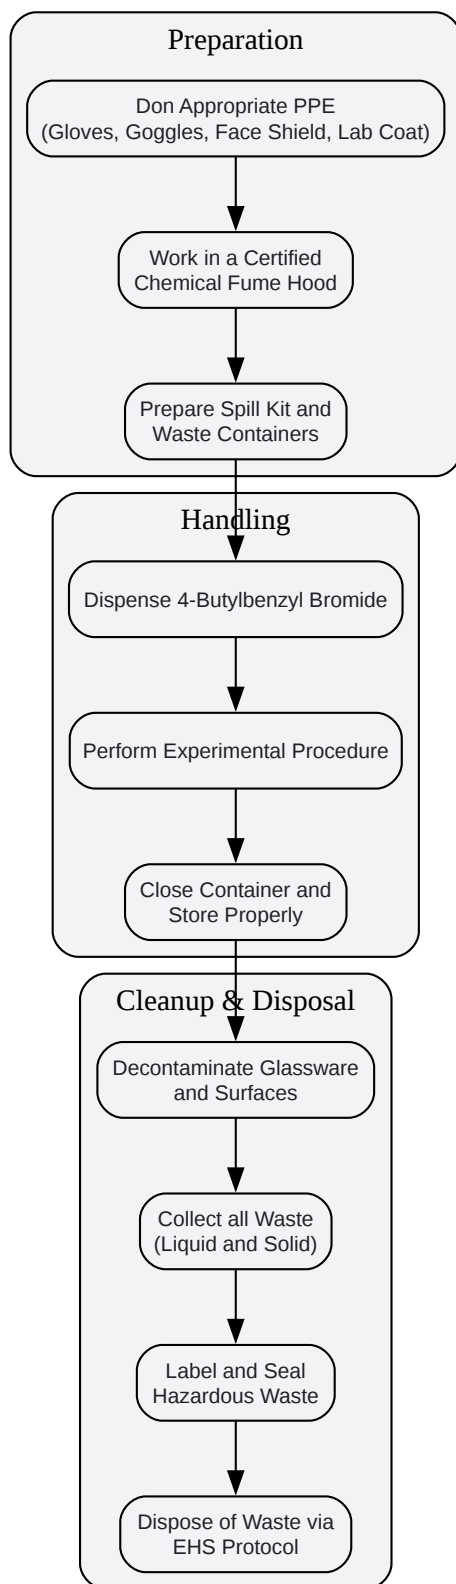 Preparation
Don Appropriate PPE
(Gloves, Goggles, Face Shield, Lab Coat)
Work in a Certified
Chemical Fume Hood
Prepare Spill Kit and
Waste Containers
Handling
Dispense 4-Butylbenzyl Bromide
Perform Experimental Procedure
Close Container and
Store Properly
Cleanup & Disposal
Decontaminate Glassware
and Surfaces
Collect all Waste
(Liquid and Solid)
Label and Seal
Hazardous Waste
Dispose of Waste via
EHS Protocol